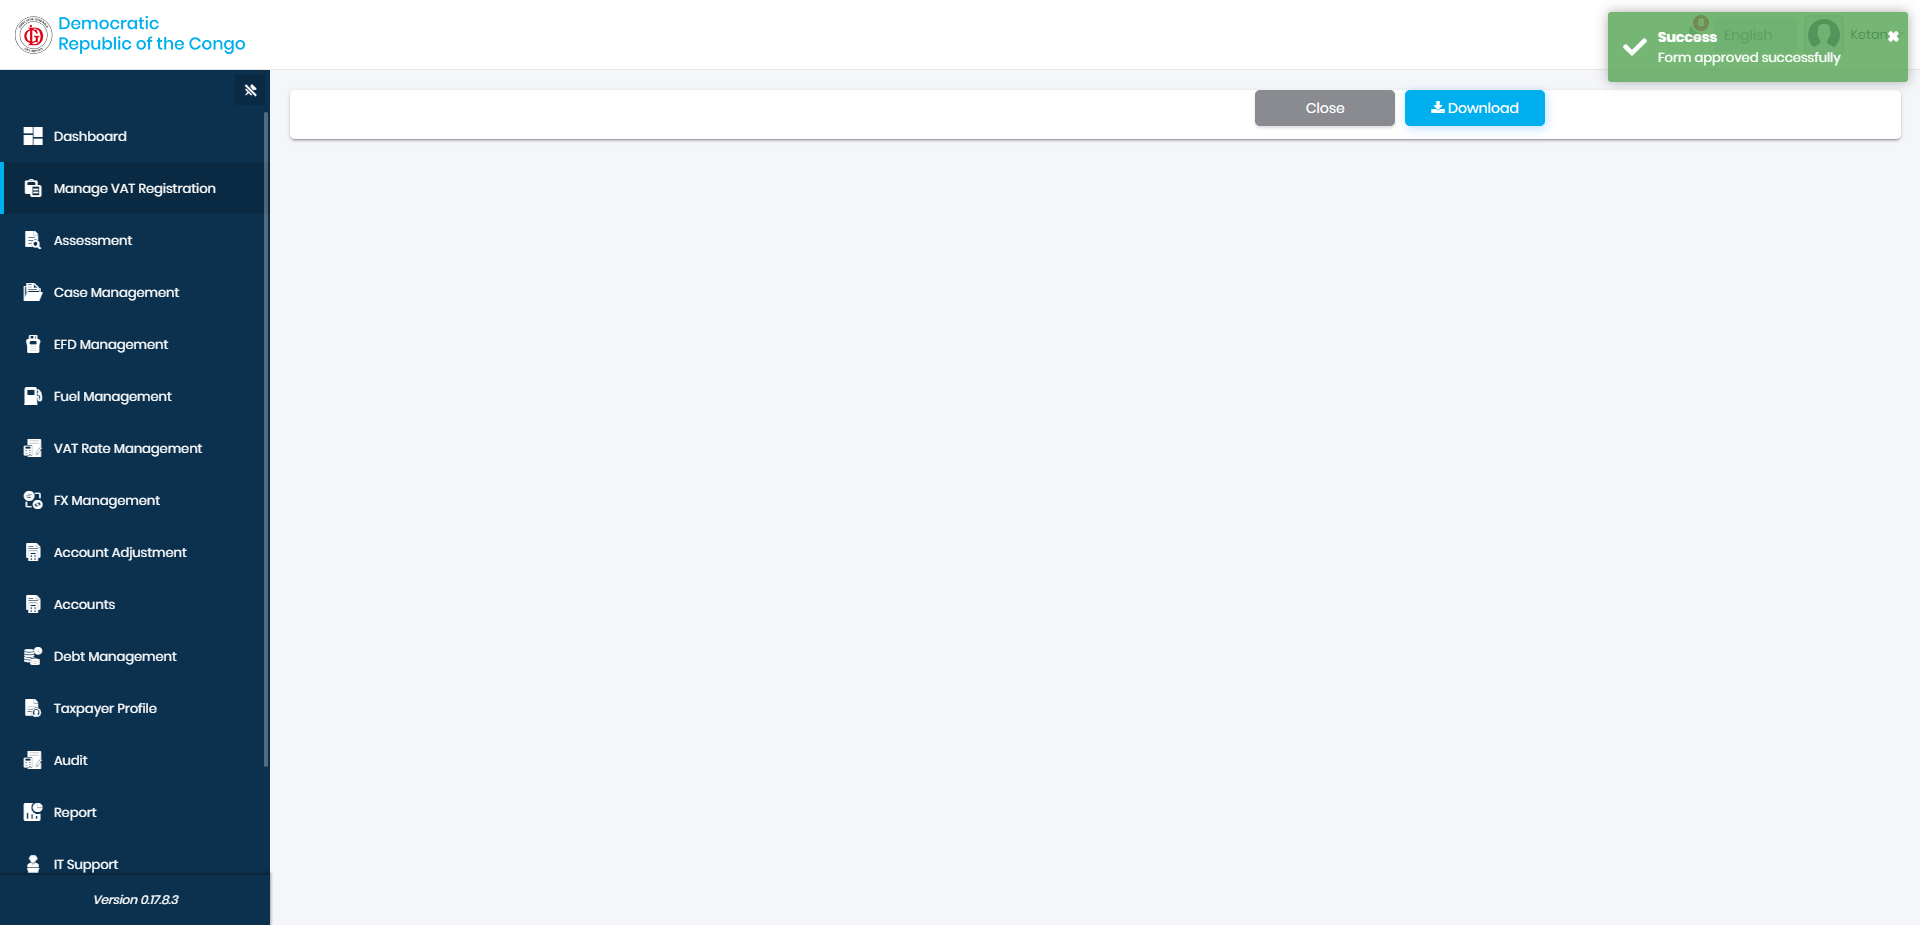 Democratic
Republic of the Congo
8
English
Ketan
Success
Form approved successfully
Close
Download
Dashboard
Manage VAT Registration
Assessment
Case Management
EFD Management
Fuel Management
VAT Rate Management
FX Management
Account Adjustment
Accounts
Debt Management
Taxpayer Profile
Audit
Report
IT Support
Version 0.17.8.3